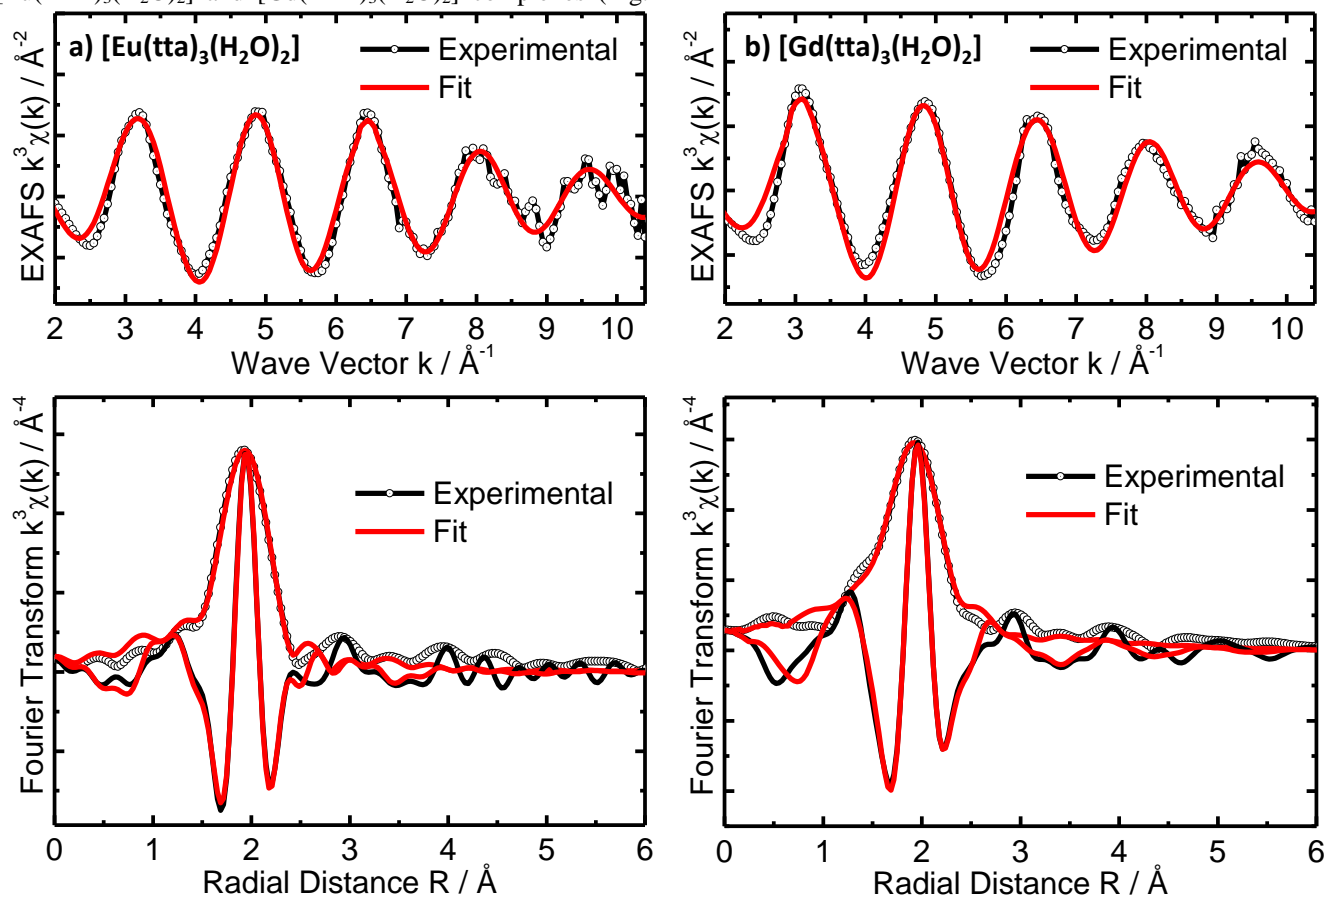 a) [Eu(tta)₃(H₂O)₂]
Experimental
Fit
EXAFS k³χ(k) / Å⁻²
2 3 4 5 6 7 8 9 10
Wave Vector k / Å⁻¹
b) [Gd(tta)₃(H₂O)₂]
Experimental
Fit
EXAFS k³χ(k) / Å⁻²
2 3 4 5 6 7 8 9 10
Wave Vector k / Å⁻¹
Experimental
Fit
Fourier Transform k³χ(k) / Å⁻⁴
0 1 2 3 4 5 6
Radial Distance R / Å
Experimental
Fit
Fourier Transform k³χ(k) / Å⁻⁴
0 1 2 3 4 5 6
Radial Distance R / Å